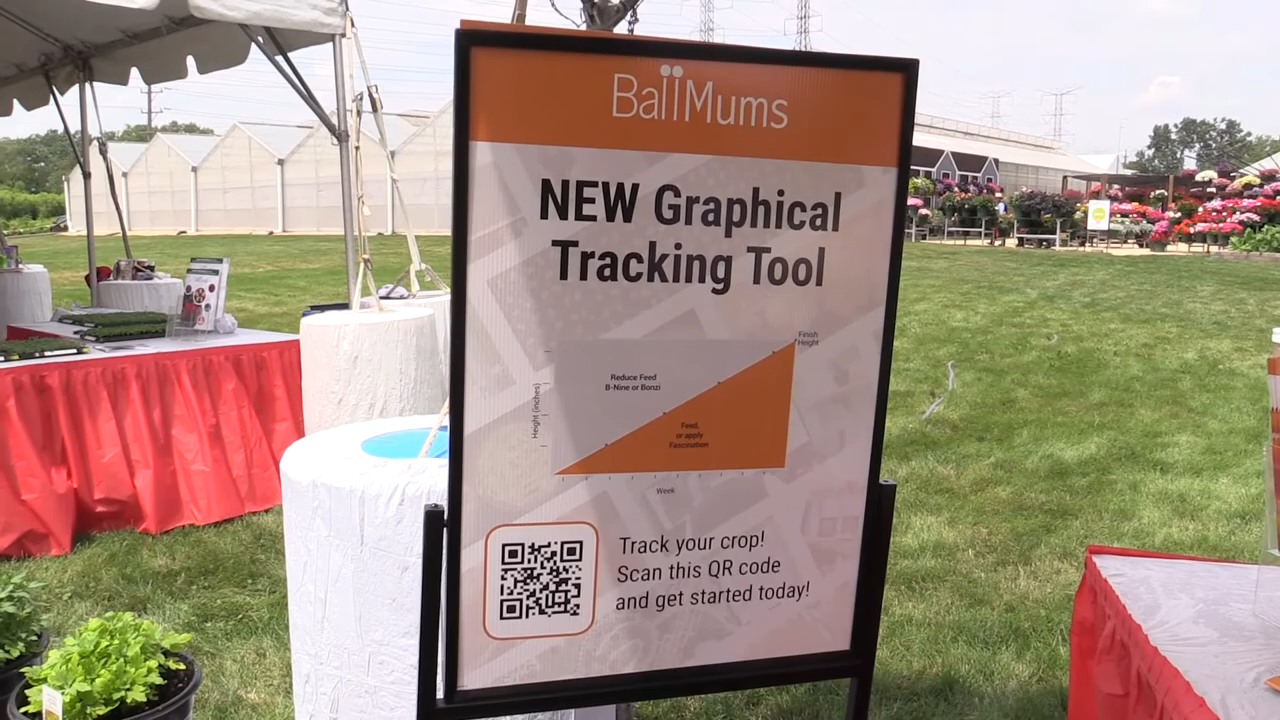 BallMums
NEW Graphical
Tracking Tool
Finish
Height
Reduce Feed
B-Nine or Bonzi
Height (inches)
Feed,
or apply
Fascination
Week
Track your crop!
Scan this QR code
and get started today!